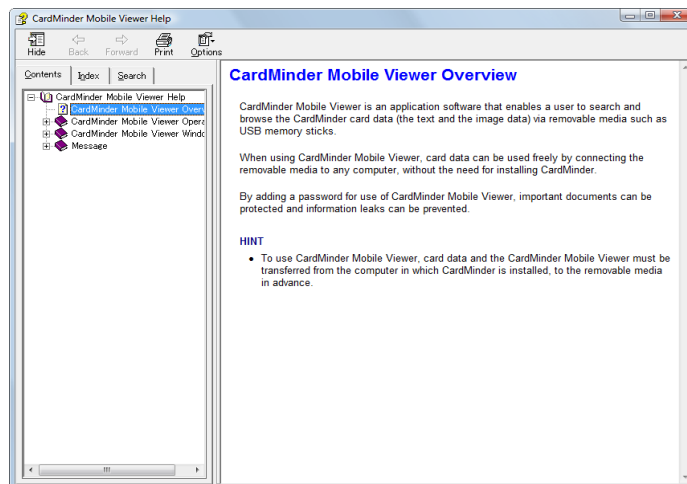 CardMinder Mobile Viewer Help
Hide Back Forward Print Options
Contents Index Search
CardMinder Mobile Viewer Help
CardMinder Mobile Viewer Overv
CardMinder Mobile Viewer Opera
CardMinder Mobile Viewer Windo
Message
CardMinder Mobile Viewer Overview
CardMinder Mobile Viewer is an application software that enables a user to search and
browse the CardMinder card data (the text and the image data) via removable media such as
USB memory sticks.
When using CardMinder Mobile Viewer, card data can be used freely by connecting the
removable media to any computer, without the need for installing CardMinder.
By adding a password for use of CardMinder Mobile Viewer, important documents can be
protected and information leaks can be prevented.
HINT
• To use CardMinder Mobile Viewer, card data and the CardMinder Mobile Viewer must be
transferred from the computer in which CardMinder is installed, to the removable media
in advance.